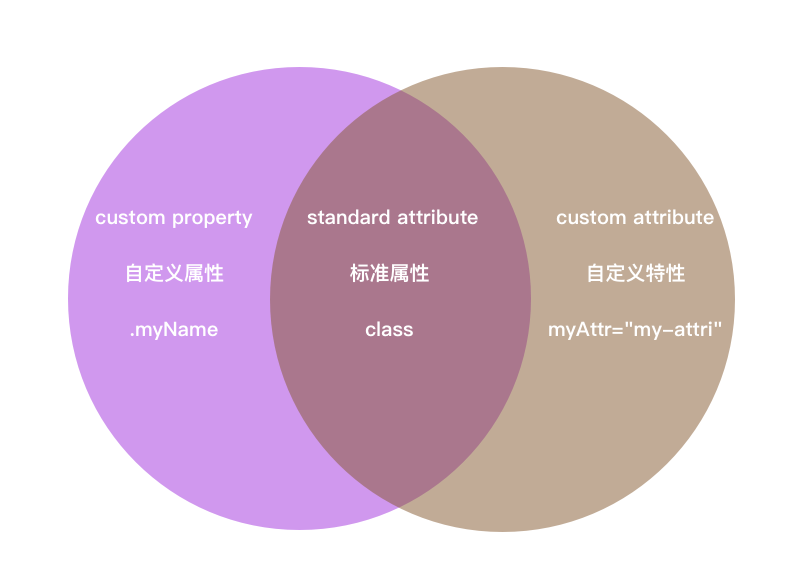 custom property
自定义属性
.myName
standard attribute
标准属性
class
custom attribute
自定义特性
myAttr="my-attri"